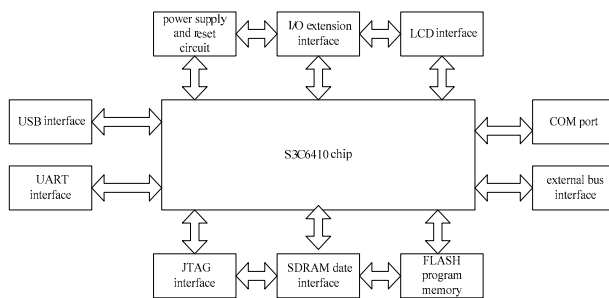 power supply
and reset
circuit
I/O extension
interface
LCD interface
USB interface
S3C6410 chip
COM port
UART
interface
external bus
interface
JTAG
interface
SDRAM date
interface
FLASH
program
memory